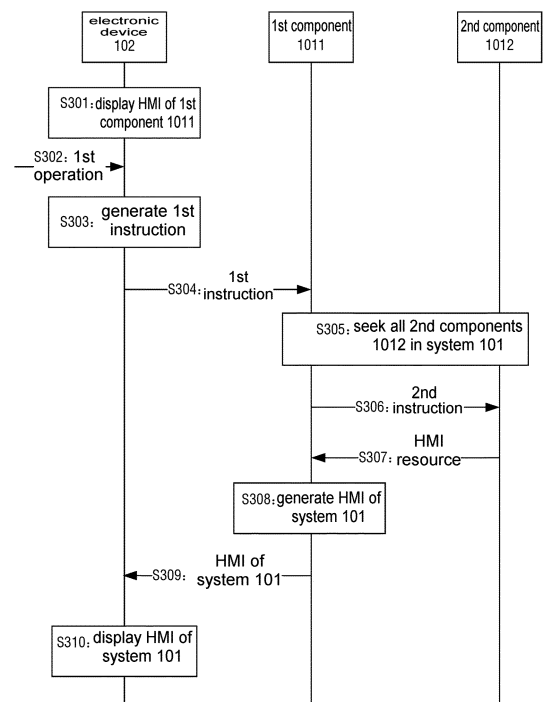 electronic
device
102
1st component
1011
2nd component
1012
S301: display HMI of 1st
component 1011
S302: 1st
operation
S303: generate 1st
instruction
S304: 1st
instruction
S305: seek all 2nd components
1012 in system 101
S306: 2nd
instruction
S307: HMI
resource
S308: generate HMI of
system 101
S309: HMI of
system 101
S310: display HMI of
system 101